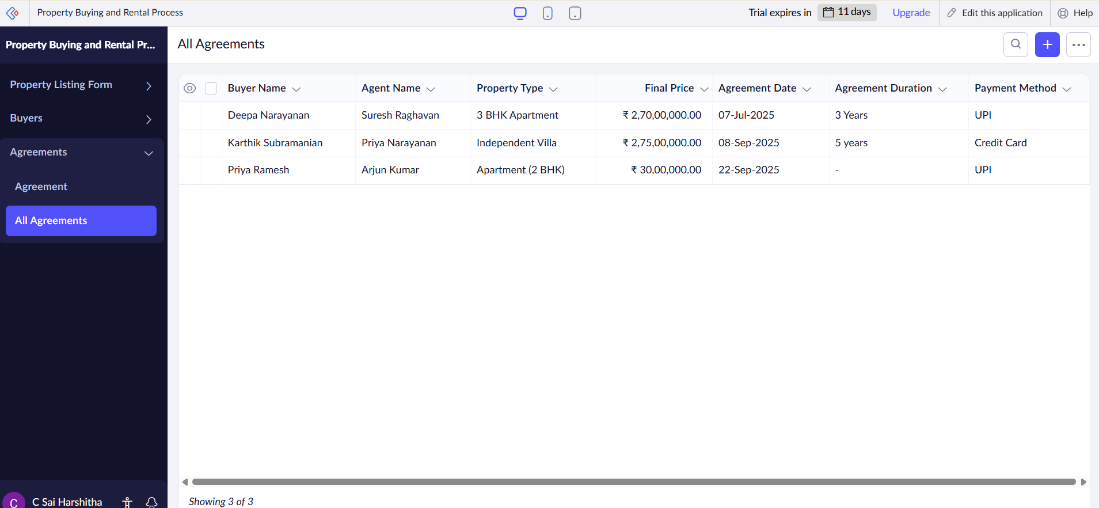 Property Buying and Rental Process
Trial expires in 11 days Upgrade Edit this application Help
Property Buying and Rental Pr...
Property Listing Form
Buyers
Agreements
Agreement
All Agreements
C C Sai Harshitha
All Agreements
Buyer Name Agent Name Property Type Final Price Agreement Date Agreement Duration Payment Method
Deepa Narayanan Suresh Raghavan 3 BHK Apartment ₹ 2,70,00,000.00 07-Jul-2025 3 Years UPI
Karthik Subramanian Priya Narayanan Independent Villa ₹ 2,75,00,000.00 08-Sep-2025 5 years Credit Card
Priya Ramesh Arjun Kumar Apartment (2 BHK) ₹ 30,00,000.00 22-Sep-2025 - UPI
Showing 3 of 3